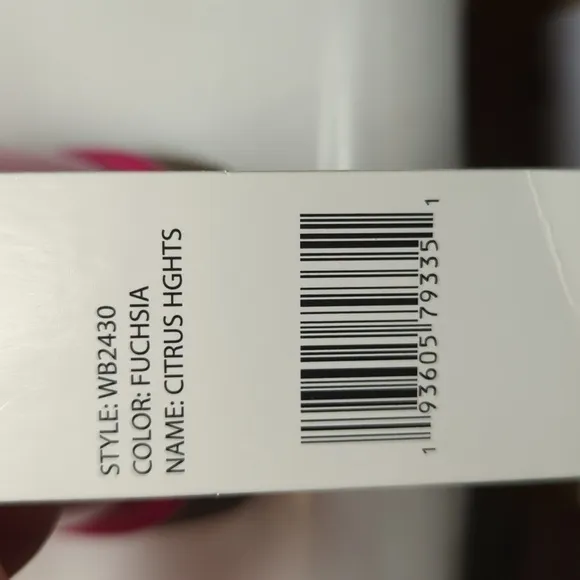 STYLE: WB2430
COLOR: FUCHSIA
NAME: CITRUS HGHTS
1 93605 79335 1